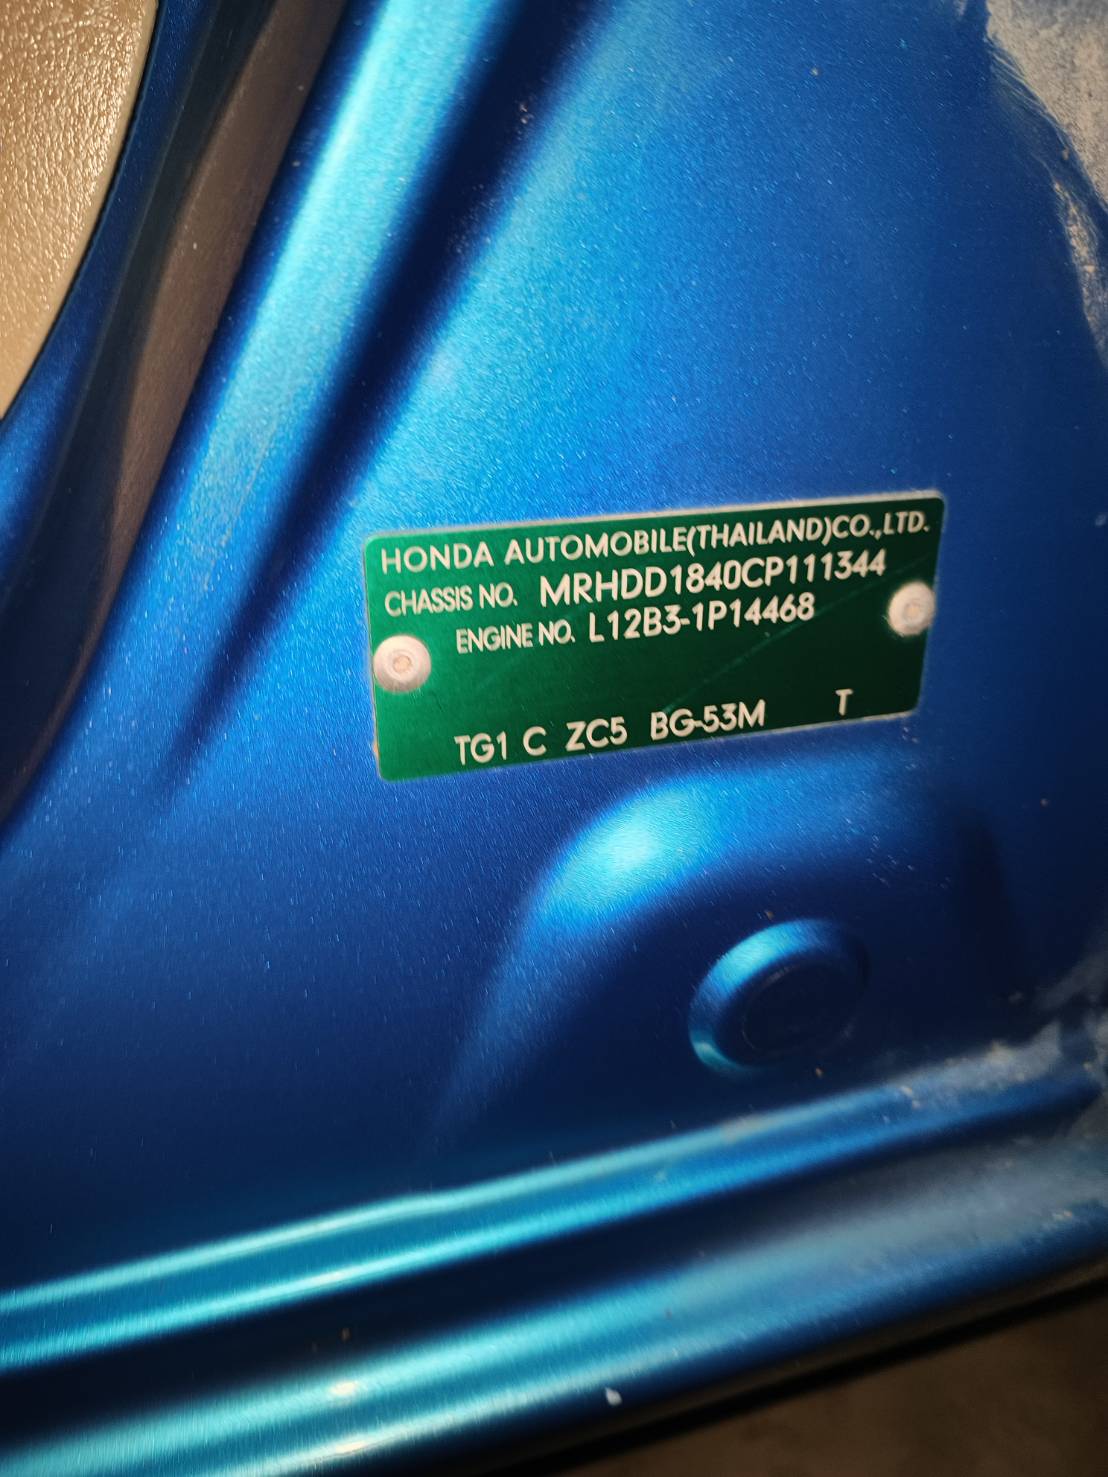 HONDA AUTOMOBILE(THAILAND)CO.,LTD.
CHASSIS NO. MRHDD1840CP111344
ENGINE NO. L12B3-1P14468
TG1 C ZC5 BG-53M T